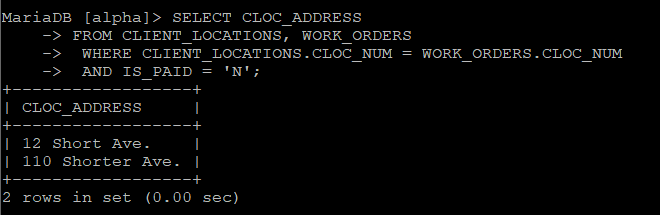 MariaDB [alpha]> SELECT CLOC_ADDRESS
    -> FROM CLIENT_LOCATIONS, WORK_ORDERS
    ->  WHERE CLIENT_LOCATIONS.CLOC_NUM = WORK_ORDERS.CLOC_NUM
    ->  AND IS_PAID = 'N';
+------------------+
| CLOC_ADDRESS     |
+------------------+
| 12 Short Ave.    |
| 110 Shorter Ave. |
+------------------+
2 rows in set (0.00 sec)